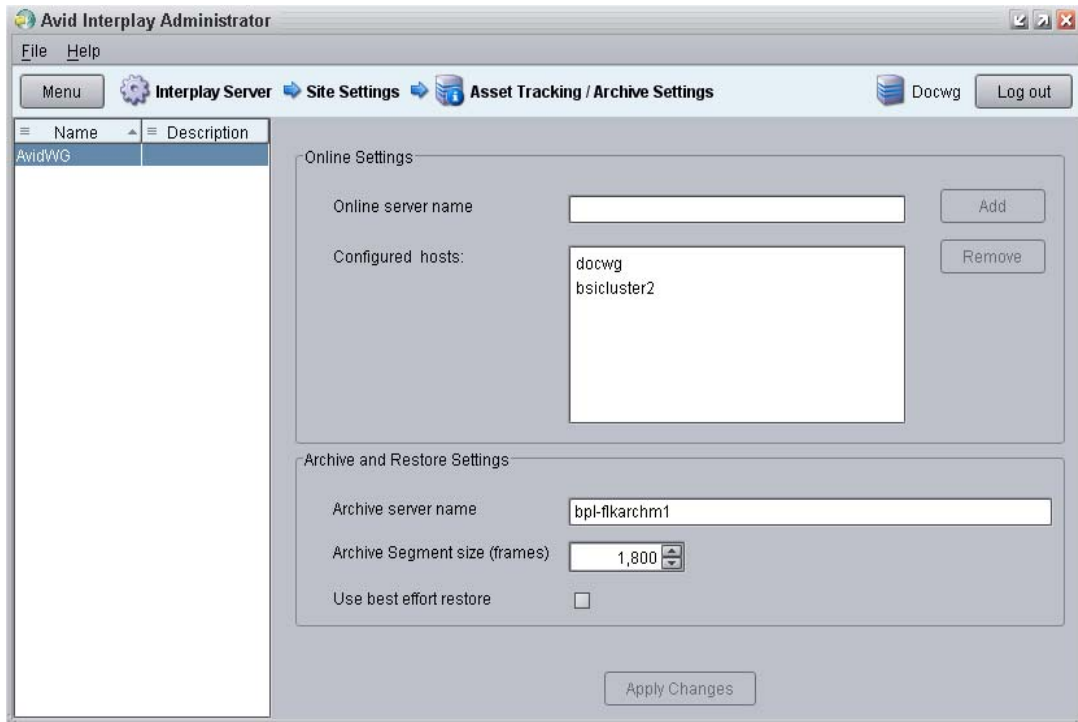 Avid Interplay Administrator
File Help
Menu Interplay Server Site Settings Asset Tracking / Archive Settings Docwg Log out
Name Description
AvidWG
Online Settings
Online server name Add
Configured hosts: Remove
docwg
bsicluster2
Archive and Restore Settings
Archive server name bpl-flkarchm1
Archive Segment size (frames) 1,800
Use best effort restore
Apply Changes